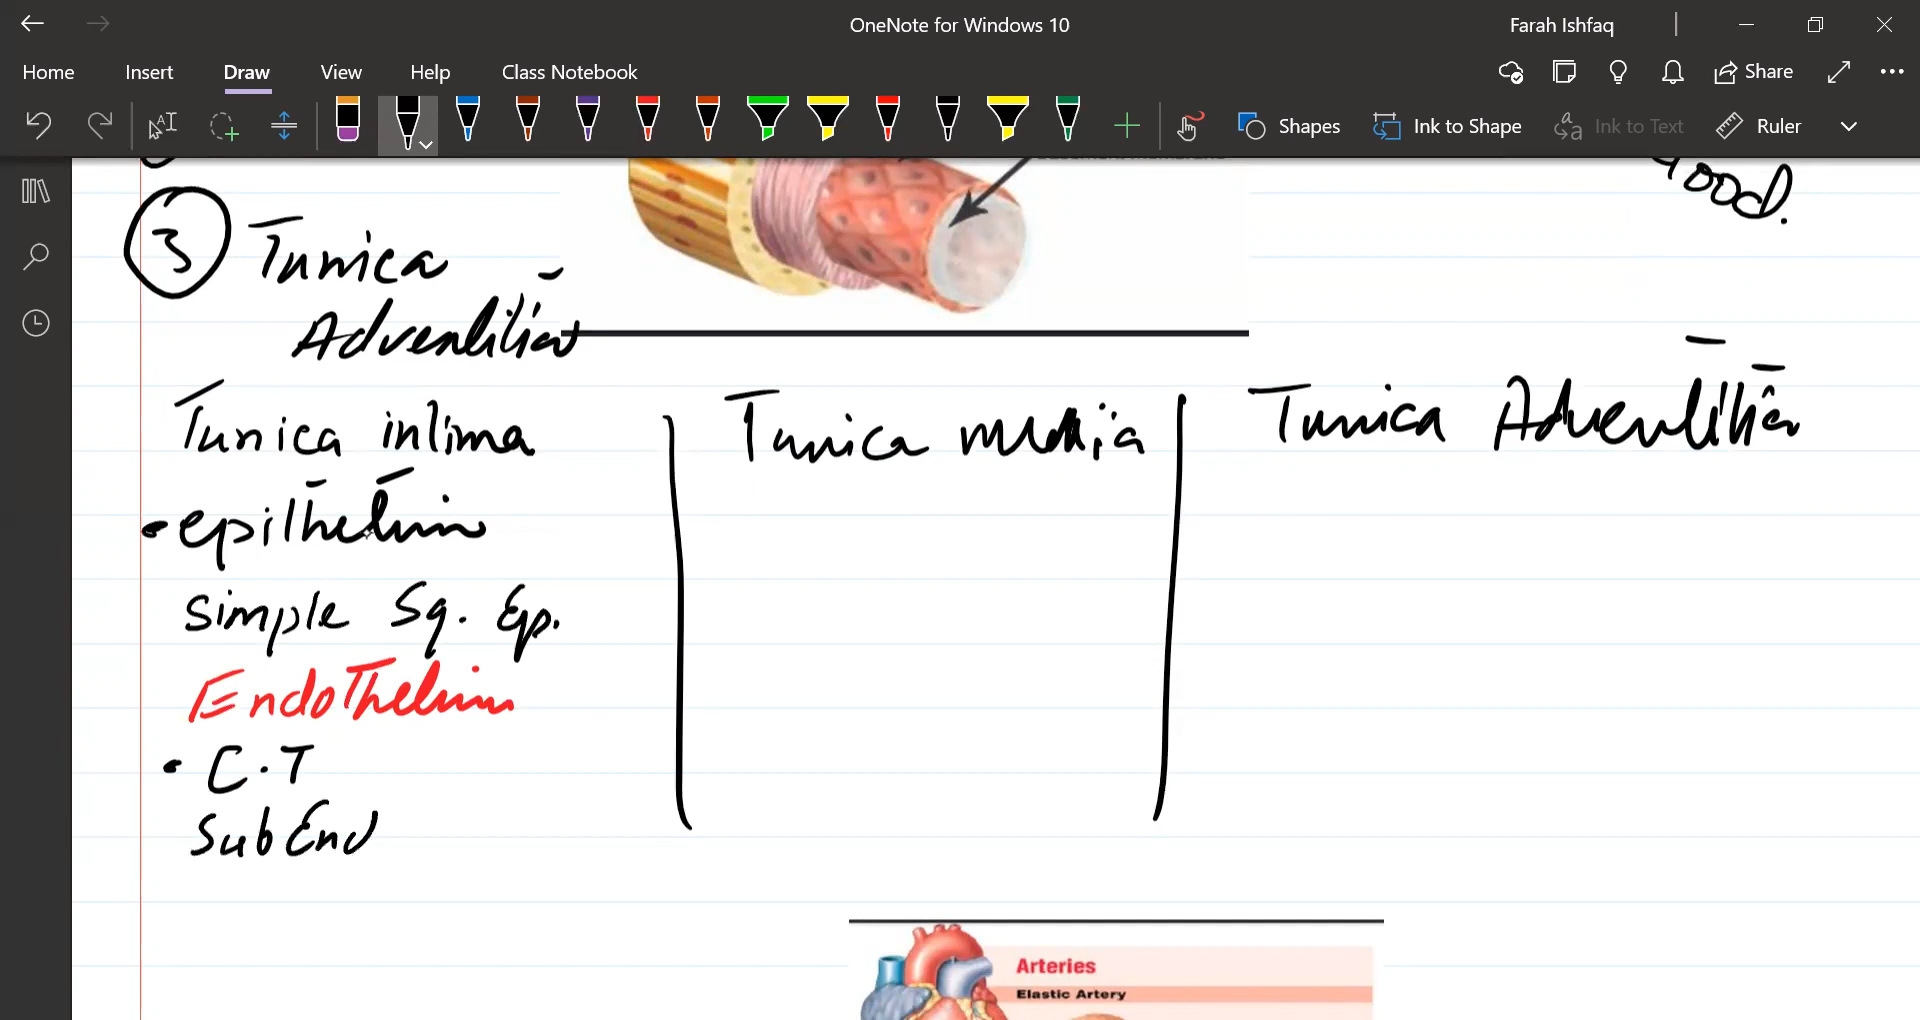 OneNote for Windows 10
Farah Ishfaq
Home Insert Draw View Help Class Notebook
Share
Shapes Ink to Shape Ink to Text Ruler
3 Tunica
Adventitia
Tunica intima
Tunica media
Tunica Adventitia
• epithelium
simple Sq. Ep.
Endothelium
• C.T
SubEnd
Arteries
Elastic Artery